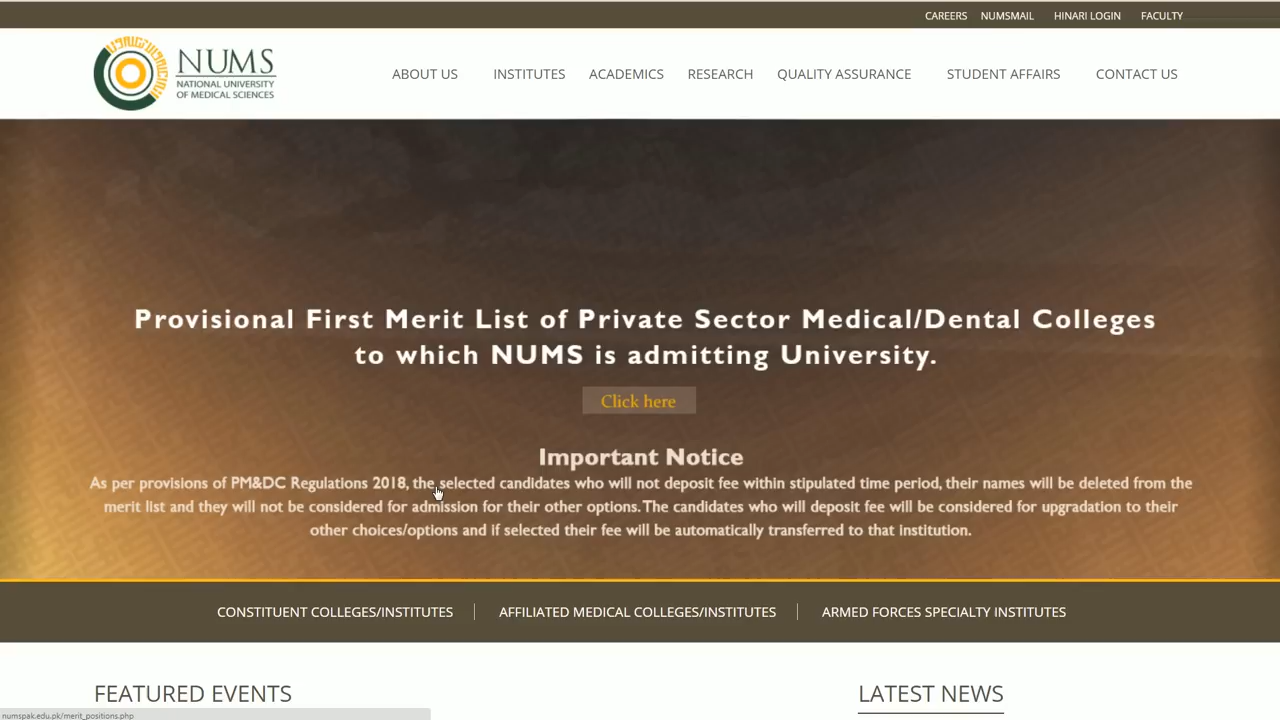 CAREERS NUMSMAIL HINARI LOGIN FACULTY
NUMS
NATIONAL UNIVERSITY
OF MEDICAL SCIENCES
ABOUT US INSTITUTES ACADEMICS RESEARCH QUALITY ASSURANCE STUDENT AFFAIRS CONTACT US
Provisional First Merit List of Private Sector Medical/Dental Colleges
to which NUMS is admitting University.
Click here
Important Notice
As per provisions of PM&DC Regulations 2018, the selected candidates who will not deposit fee within stipulated time period, their names will be deleted from the
merit list and they will not be considered for admission for their other options. The candidates who will deposit fee will be considered for upgradation to their
other choices/options and if selected their fee will be automatically transferred to that institution.
CONSTITUENT COLLEGES/INSTITUTES AFFILIATED MEDICAL COLLEGES/INSTITUTES ARMED FORCES SPECIALTY INSTITUTES
FEATURED EVENTS LATEST NEWS
numspak.edu.pk/merit_positions.php